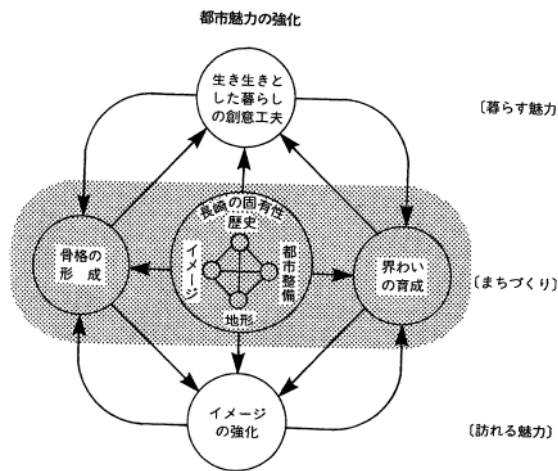 都市魅力の強化
生き生きと
した暮らし
の創意工夫
〔暮らす魅力〕
長崎の固有性
歴史
骨格の
形　成
イメージ
都市整備
界わい
の育成
〔まちづくり〕
地形
イメージ
の強化
〔訪れる魅力〕